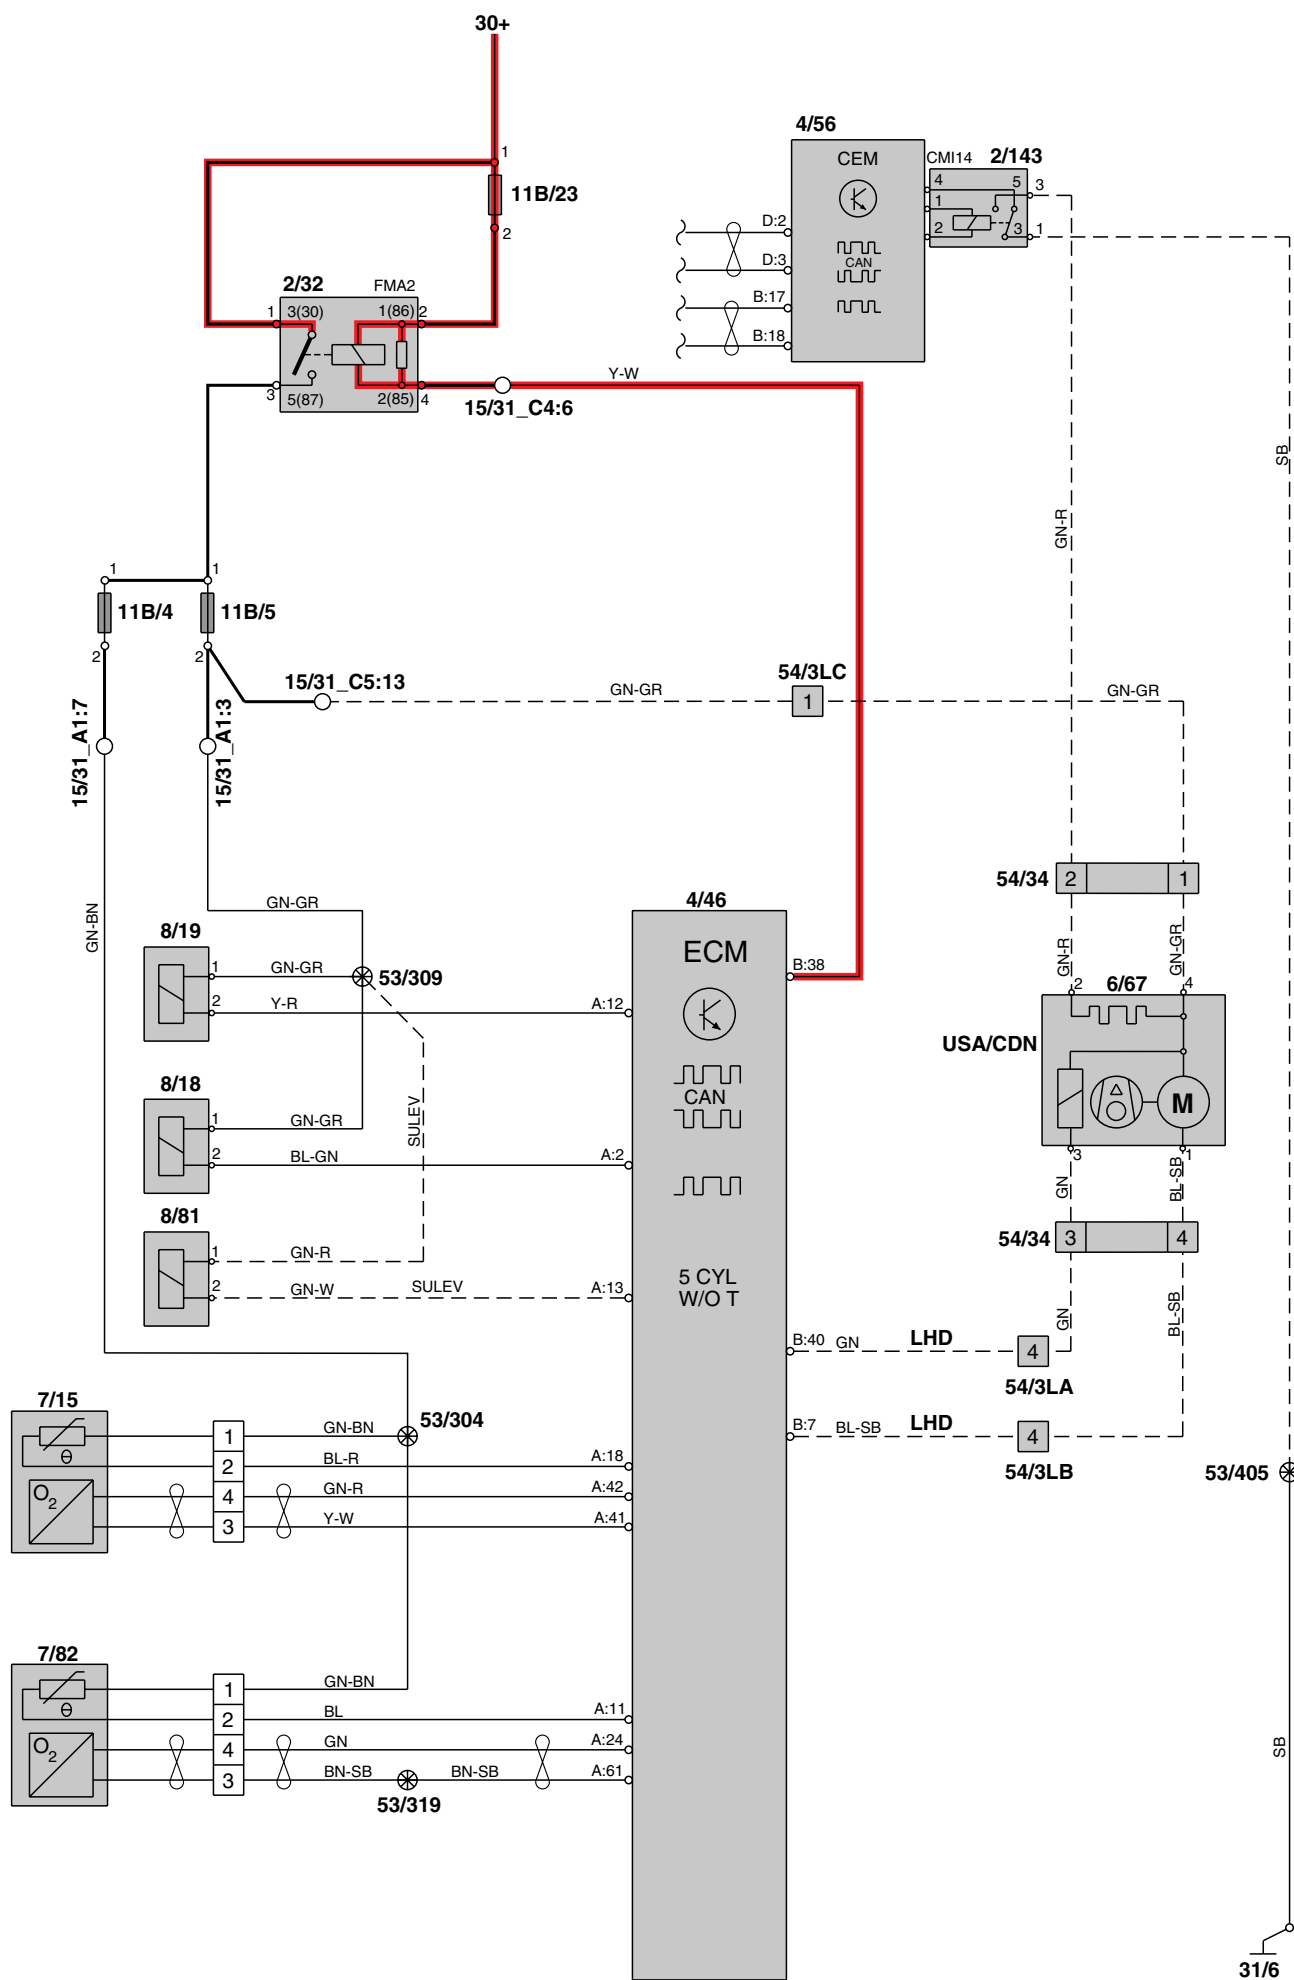 30+
1
11B/23
2
2/32
FMA2
1
3(30)
1(86)
2
3
5(87)
2(85)
4
15/31_C4:6
Y-W
4/56
CEM
CAN
D:2
D:3
B:17
B:18
CMI14
2/143
4
5
3
1
2
3
1
GN-R
SB
1
1
11B/4
11B/5
2
2
15/31_A1:7
15/31_A1:3
15/31_C5:13
GN-GR
54/3LC
1
GN-GR
GN-BN
GN-GR
8/19
1
GN-GR
53/309
2
Y-R
A:12
8/18
1
GN-GR
2
BL-GN
A:2
SULEV
8/81
1
GN-R
2
GN-W
SULEV
A:13
4/46
ECM
CAN
5 CYL
W/O T
B:38
54/34
2
1
GN-R
GN-GR
2
6/67
4
USA/CDN
M
3
1
GN
BL-SB
54/34
3
4
GN
BL-SB
B:40
GN
LHD
4
54/3LA
B:7
BL-SB
LHD
4
54/3LB
53/405
7/15
1
GN-BN
53/304
θ
2
BL-R
A:18
O2
4
GN-R
A:42
3
Y-W
A:41
7/82
1
GN-BN
θ
2
BL
A:11
O2
4
GN
A:24
3
BN-SB
BN-SB
A:61
53/319
SB
31/6